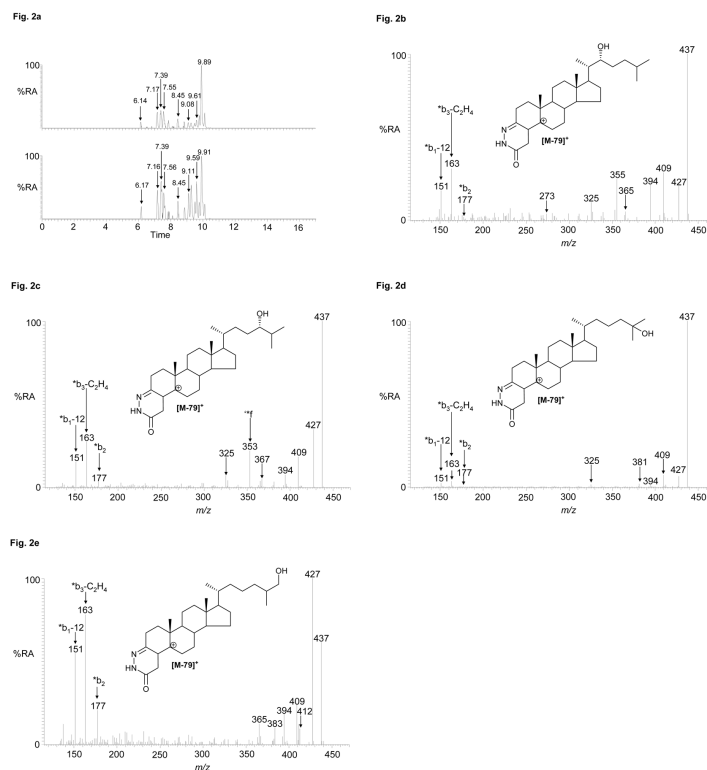 Fig. 2a
100
%RA
6.14
7.17
7.39
7.55
8.45
9.08
9.61
9.89
100
%RA
6.17
7.16
7.39
7.56
8.45
9.11
9.59
9.91
0 2 4 6 8 10 12 14 16
Time
Fig. 2b
100
%RA
0
*b₁-12
151
*b₃-C₂H₄
163
*b₂
177
273
325
355
365
394
409
427
437
OH
N
HN
O
[M-79]⁺
150 200 250 300 350 400 450
m/z
Fig. 2c
100
%RA
0
*b₁-12
151
*b₃-C₂H₄
163
*b₂
177
325
353
367
394
409
427
437
OH
N
HN
O
[M-79]⁺
150 200 250 300 350 400 450
m/z
Fig. 2d
100
%RA
0
*b₁-12
151
*b₃-C₂H₄
163
*b₂
177
325
381
394
409
427
437
OH
N
HN
O
[M-79]⁺
150 200 250 300 350 400 450
m/z
Fig. 2e
100
%RA
0
*b₁-12
151
*b₃-C₂H₄
163
*b₂
177
365
383
394
409
412
427
437
OH
N
HN
O
[M-79]⁺
150 200 250 300 350 400 450
m/z